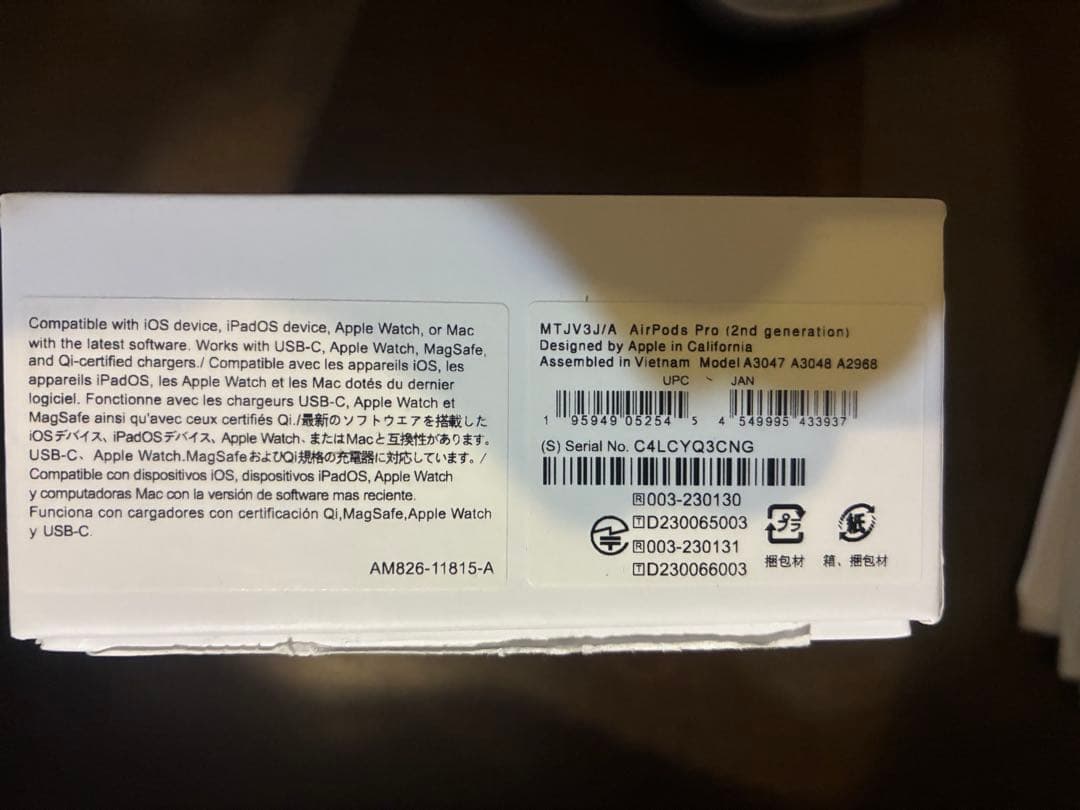 Compatible with iOS device, iPadOS device, Apple Watch, or Mac
with the latest software. Works with USB-C, Apple Watch, MagSafe,
and Qi-certified chargers./ Compatible avec les appareils iOS, les
appareils iPadOS, les Apple Watch et les Mac dotés du dernier
logiciel. Fonctionne avec les chargeurs USB-C, Apple Watch et
MagSafe ainsi qu'avec ceux certifiés Qi./最新のソフトウエアを搭載した
iOSデバイス、iPadOSデバイス、Apple Watch、またはMacと互換性があります。
USB-C、Apple Watch.MagSafeおよびQi規格の充電器に対応しています。/
Compatible con dispositivos iOS, dispositivos iPadOS, Apple Watch
y computadoras Mac con la versión de software mas reciente.
Funciona con cargadores con certificación Qi,MagSafe,Apple Watch
y USB-C.
AM826-11815-A
MTJV3J/A AirPods Pro (2nd generation)
Designed by Apple in California
Assembled in Vietnam Model A3047 A3048 A2968
UPC JAN
1 95949 05254 5 4 549995 433937
(S) Serial No. C4LCYQ3CNG
R 003-230130
T D230065003
R 003-230131
T D230066003
プラ
捆包材
紙
箱、捆包材